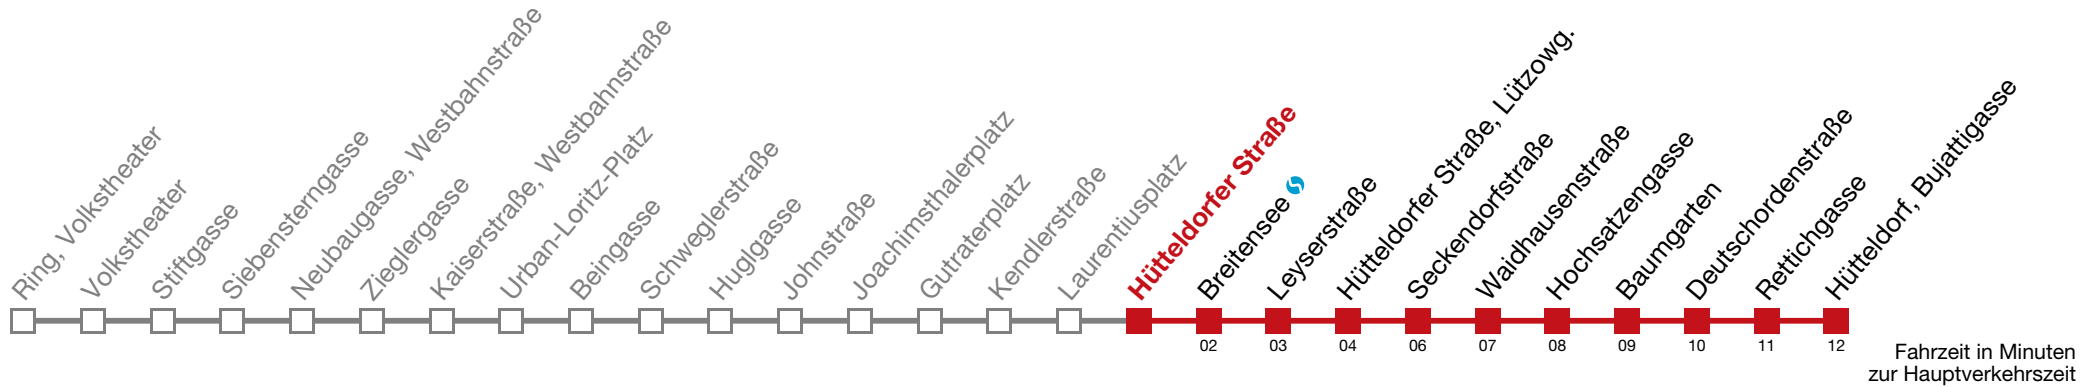 Ring, Volkstheater
Volkstheater
Stiftgasse
Siebensterngasse
Neubaugasse, Westbahnstraße
Zieglergasse
Kaiserstraße, Westbahnstraße
Urban-Loritz-Platz
Beingasse
Schweglerstraße
Huglgasse
Johnstraße
Joachimsthalerplatz
Gutraterplatz
Kendlerstraße
Laurentiusplatz
Hütteldorfer Straße
Breitensee
Leyserstraße
Hütteldorfer Straße, Lützowg.
Seckendorfstraße
Waidhausenstraße
Hochsatzengasse
Baumgarten
Deutschordenstraße
Rettichgasse
Hütteldorf, Bujattigasse
02 03 04 06 07 08 09 10 11 12
Fahrzeit in Minuten
zur Hauptverkehrszeit